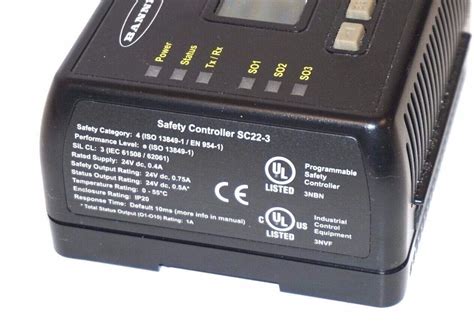 BANN
Power
Status
Tx / Rx
SO1
SO2
SO3
Safety Controller SC22-3
Safety Category: 4 (ISO 13849-1 / EN 954-1)
Performance Level: e (ISO 13849-1)
SIL CL: 3 (IEC 61508 / 62061)
Rated Supply: 24V dc, 0.4A
Safety Output Rating: 24V dc, 0.75A
Status Output Rating: 24V dc, 0.5A*
Temperature Rating: 0 - 55°C
Enclosure Rating: IP20
Response Time: Default 10ms (more info in manual)
* Total Status Output (O1-O10) Rating: 1A
CE
UL
LISTED
Programmable
Safety
Controller
3NBN
C UL US
LISTED
Industrial
Control
Equipment
3NVF